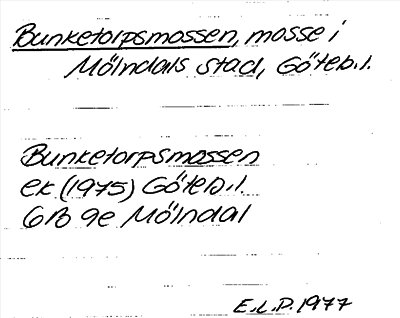 Bunketorpsmossen, mosse i
Mölndals stad, Göteb.l.
Bunketorpsmossen
ek (1975) Göteb.l.
6B 9e Mölndal
E.L.P. 1977